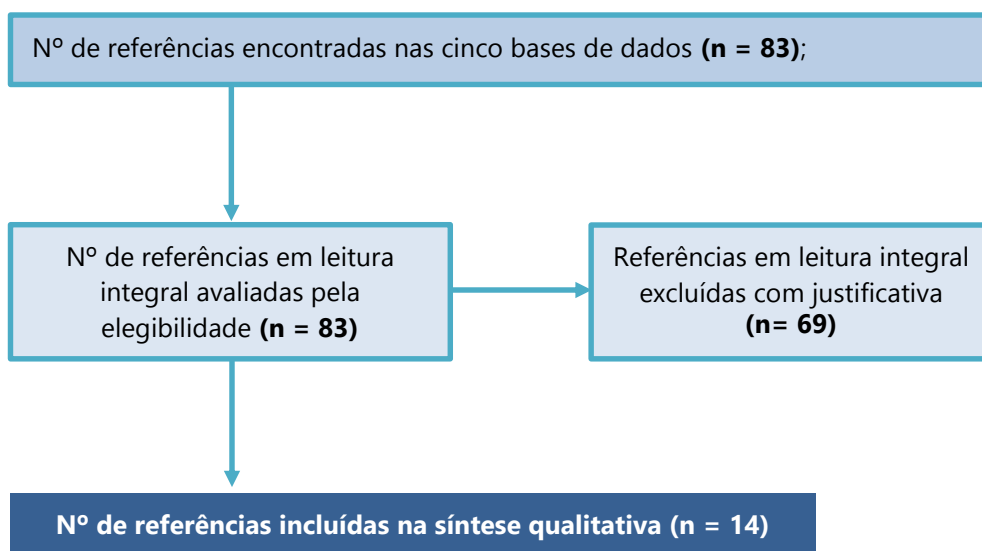 Nº de referências encontradas nas cinco bases de dados (n = 83);
Nº de referências em leitura
integral avaliadas pela
elegibilidade (n = 83)
Referências em leitura integral
excluídas com justificativa
(n= 69)
Nº de referências incluídas na síntese qualitativa (n = 14)